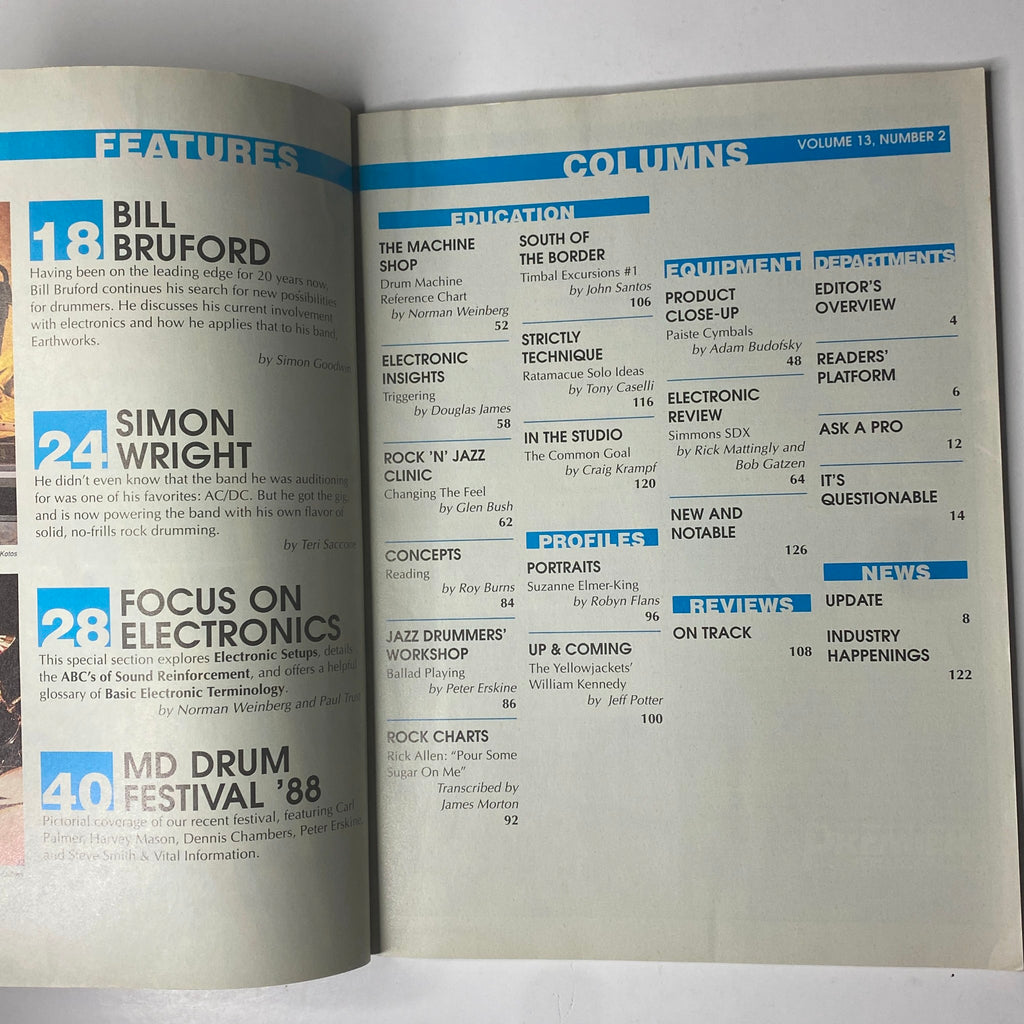 FEATURES
18
BILL
BRUFORD
Having been on the leading edge for 20 years now,
Bill Bruford continues his search for new possibilities
for drummers. He discusses his current involvement
with electronics and how he applies that to his band,
Earthworks.
by Simon Goodwin
24
SIMON
WRIGHT
He didn't even know that the band he was auditioning
for was one of his favorites: AC/DC. But he got the gig,
and is now powering the band with his own flavor of
solid, no-frills rock drumming.
by Teri Saccone
28
FOCUS ON
ELECTRONICS
This special section explores Electronic Setups, details
the ABC's of Sound Reinforcement, and offers a helpful
glossary of Basic Electronic Terminology.
by Norman Weinberg and Paul
40
MD DRUM
FESTIVAL '88
Pictorial coverage of our recent festival, featuring Carl
Palmer, Harvey Mason, Dennis Chambers, Peter Erskine,
and Steve Smith & Vital Information.
Kotos
COLUMNS
VOLUME 13, NUMBER 2
EDUCATION
THE MACHINE
SHOP
Drum Machine
Reference Chart
by Norman Weinberg
52
ELECTRONIC
INSIGHTS
Triggering
by Douglas James
58
ROCK 'N' JAZZ
CLINIC
Changing The Feel
by Glen Bush
62
CONCEPTS
Reading
by Roy Burns
84
JAZZ DRUMMERS'
WORKSHOP
Ballad Playing
by Peter Erskine
86
ROCK CHARTS
Rick Allen: "Pour Some
Sugar On Me"
Transcribed by
James Morton
92
SOUTH OF
THE BORDER
Timbal Excursions #1
by John Santos
106
STRICTLY
TECHNIQUE
Ratamacue Solo Ideas
by Tony Caselli
116
IN THE STUDIO
The Common Goal
by Craig Krampf
120
PROFILES
PORTRAITS
Suzanne Elmer-King
by Robyn Flans
96
UP & COMING
The Yellowjackets'
William Kennedy
by Jeff Potter
100
EQUIPMENT
PRODUCT
CLOSE-UP
Paiste Cymbals
by Adam Budofsky
48
ELECTRONIC
REVIEW
Simmons SDX
by Rick Mattingly and
Bob Gatzen
64
NEW AND
NOTABLE
126
REVIEWS
ON TRACK
108
DEPARTMENTS
EDITOR'S
OVERVIEW
4
READERS'
PLATFORM
6
ASK A PRO
12
IT'S
QUESTIONABLE
14
NEWS
UPDATE
8
INDUSTRY
HAPPENINGS
122